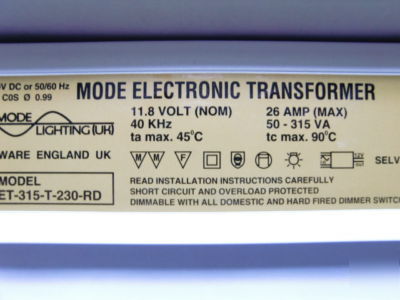 0V DC or 50/60 Hz
C0S Ø 0.99
MODE
LIGHTING (UK)
WARE ENGLAND UK
MODEL
ET-315-T-230-RD
MODE ELECTRONIC TRANSFORMER
11.8 VOLT (NOM) 26 AMP (MAX)
40 KHz 50 - 315 VA
ta max. 45°C tc max. 90°C
M M F SELV
READ INSTALLATION INSTRUCTIONS CAREFULLY
SHORT CIRCUIT AND OVERLOAD PROTECTED
DIMMABLE WITH ALL DOMESTIC AND HARD FIRED DIMMER SWITCH